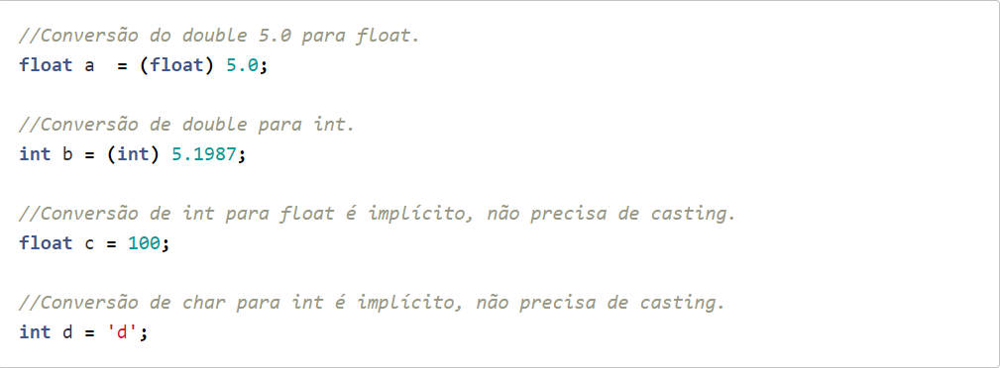 //Conversão do double 5.0 para float.
float a  = (float) 5.0;
//Conversão de double para int.
int b = (int) 5.1987;
//Conversão de int para float é implícito, não precisa de casting.
float c = 100;
//Conversão de char para int é implícito, não precisa de casting.
int d = 'd';